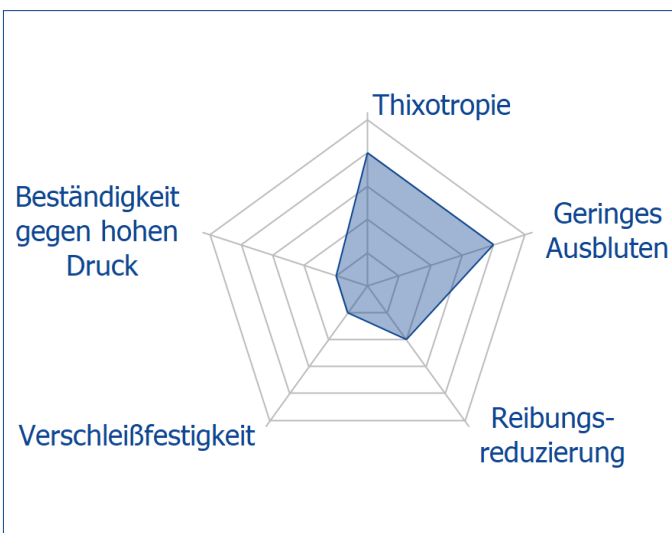 Thixotropie
Geringes
Ausbluten
Reibungs-
reduzierung
Verschleißfestigkeit
Beständigkeit
gegen hohen
Druck